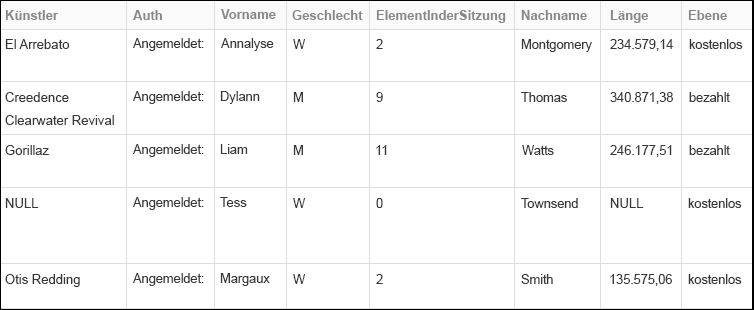 Künstler Auth Vorname Geschlecht ElementInderSitzung Nachname Länge Ebene
El Arrebato Angemeldet: Annalyse W 2 Montgomery 234.579,14 kostenlos
Creedence Angemeldet: Dylann M 9 Thomas 340.871,38 bezahlt
Clearwater Revival
Gorillaz Angemeldet: Liam M 11 Watts 246.177,51 bezahlt
NULL Angemeldet: Tess W 0 Townsend NULL kostenlos
Otis Redding Angemeldet: Margaux W 2 Smith 135.575,06 kostenlos